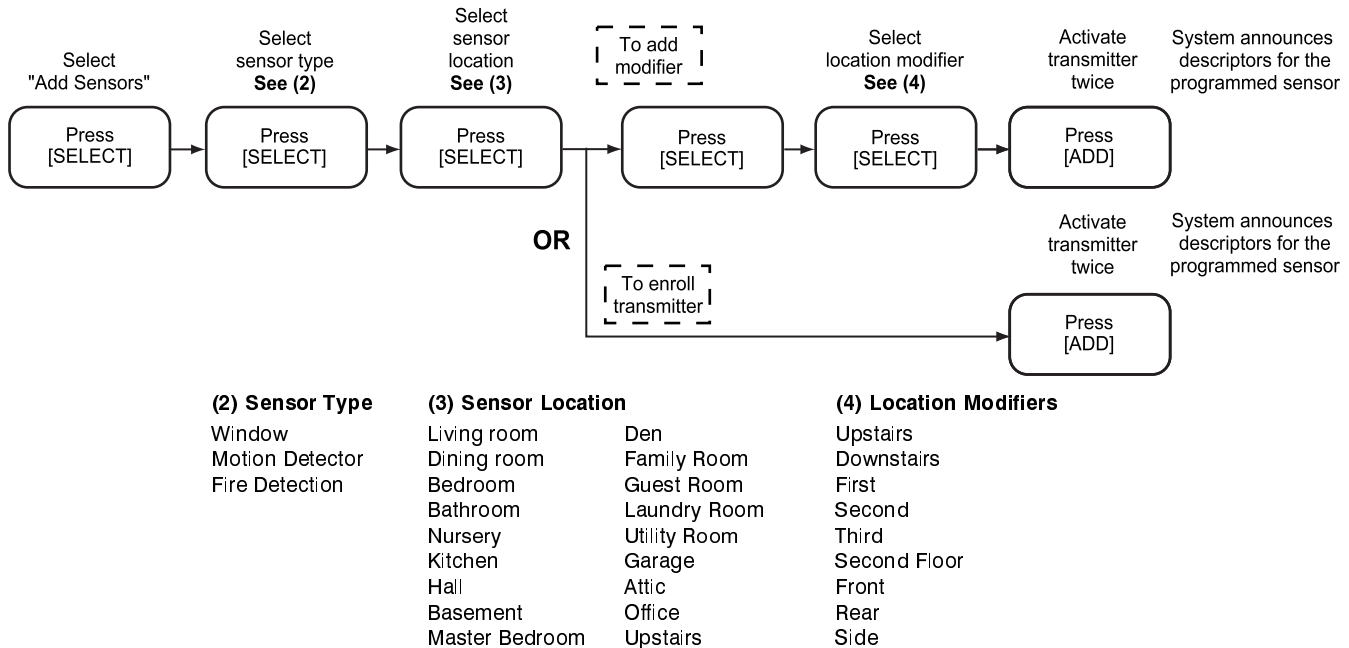 Select
"Add Sensors"
Press
[SELECT]
Select
sensor type
See (2)
Press
[SELECT]
Select
sensor
location
See (3)
Press
[SELECT]
To add
modifier
Press
[SELECT]
Select
location modifier
See (4)
Press
[SELECT]
Activate
transmitter
twice
Press
[ADD]
System announces
descriptors for the
programmed sensor
OR
To enroll
transmitter
Activate
transmitter
twice
Press
[ADD]
System announces
descriptors for the
programmed sensor
(2) Sensor Type
Window
Motion Detector
Fire Detection
(3) Sensor Location
Living room
Dining room
Bedroom
Bathroom
Nursery
Kitchen
Hall
Basement
Master Bedroom
Den
Family Room
Guest Room
Laundry Room
Utility Room
Garage
Attic
Office
Upstairs
(4) Location Modifiers
Upstairs
Downstairs
First
Second
Third
Second Floor
Front
Rear
Side